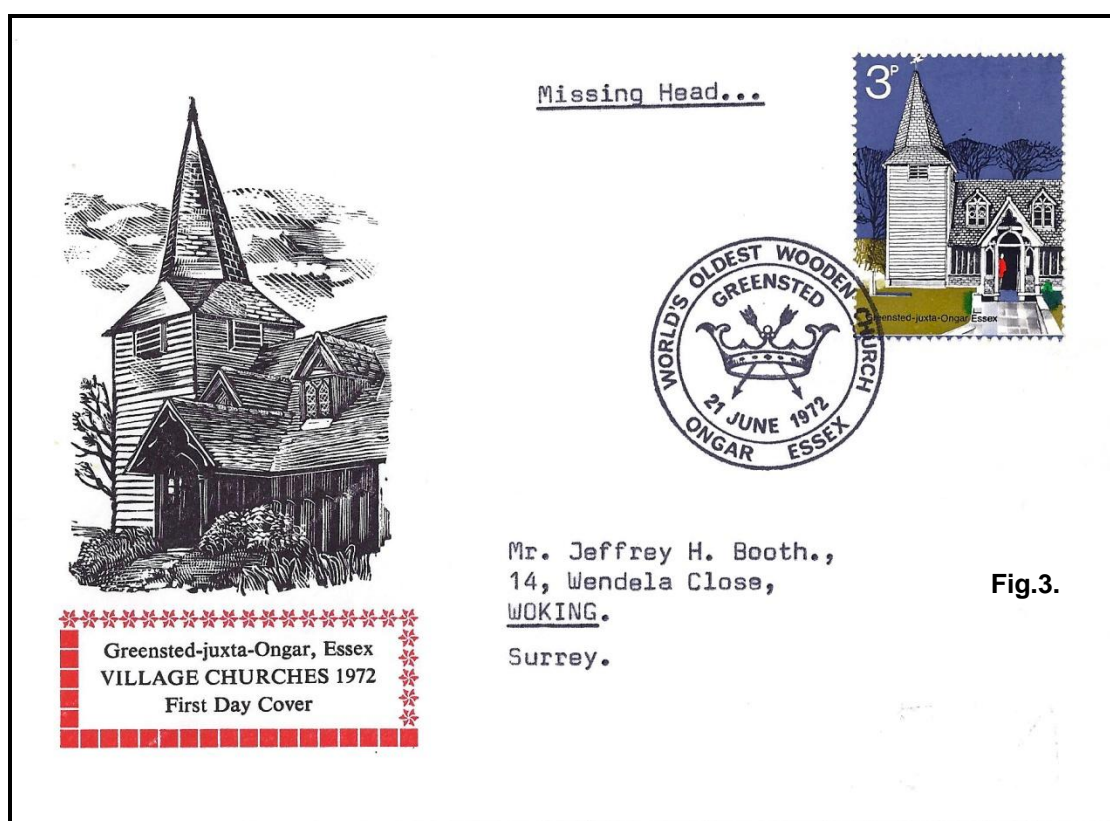 Missing Head...
3P
Greensted-juxta-Ongar Essex
WORLD'S OLDEST WOODEN CHURCH
GREENSTED
21 JUNE 1972
ONGAR ESSEX
Mr. Jeffrey H. Booth.,
14, Wendela Close,
WOKING.
Surrey.
Fig.3.
Greensted-juxta-Ongar, Essex
VILLAGE CHURCHES 1972
First Day Cover